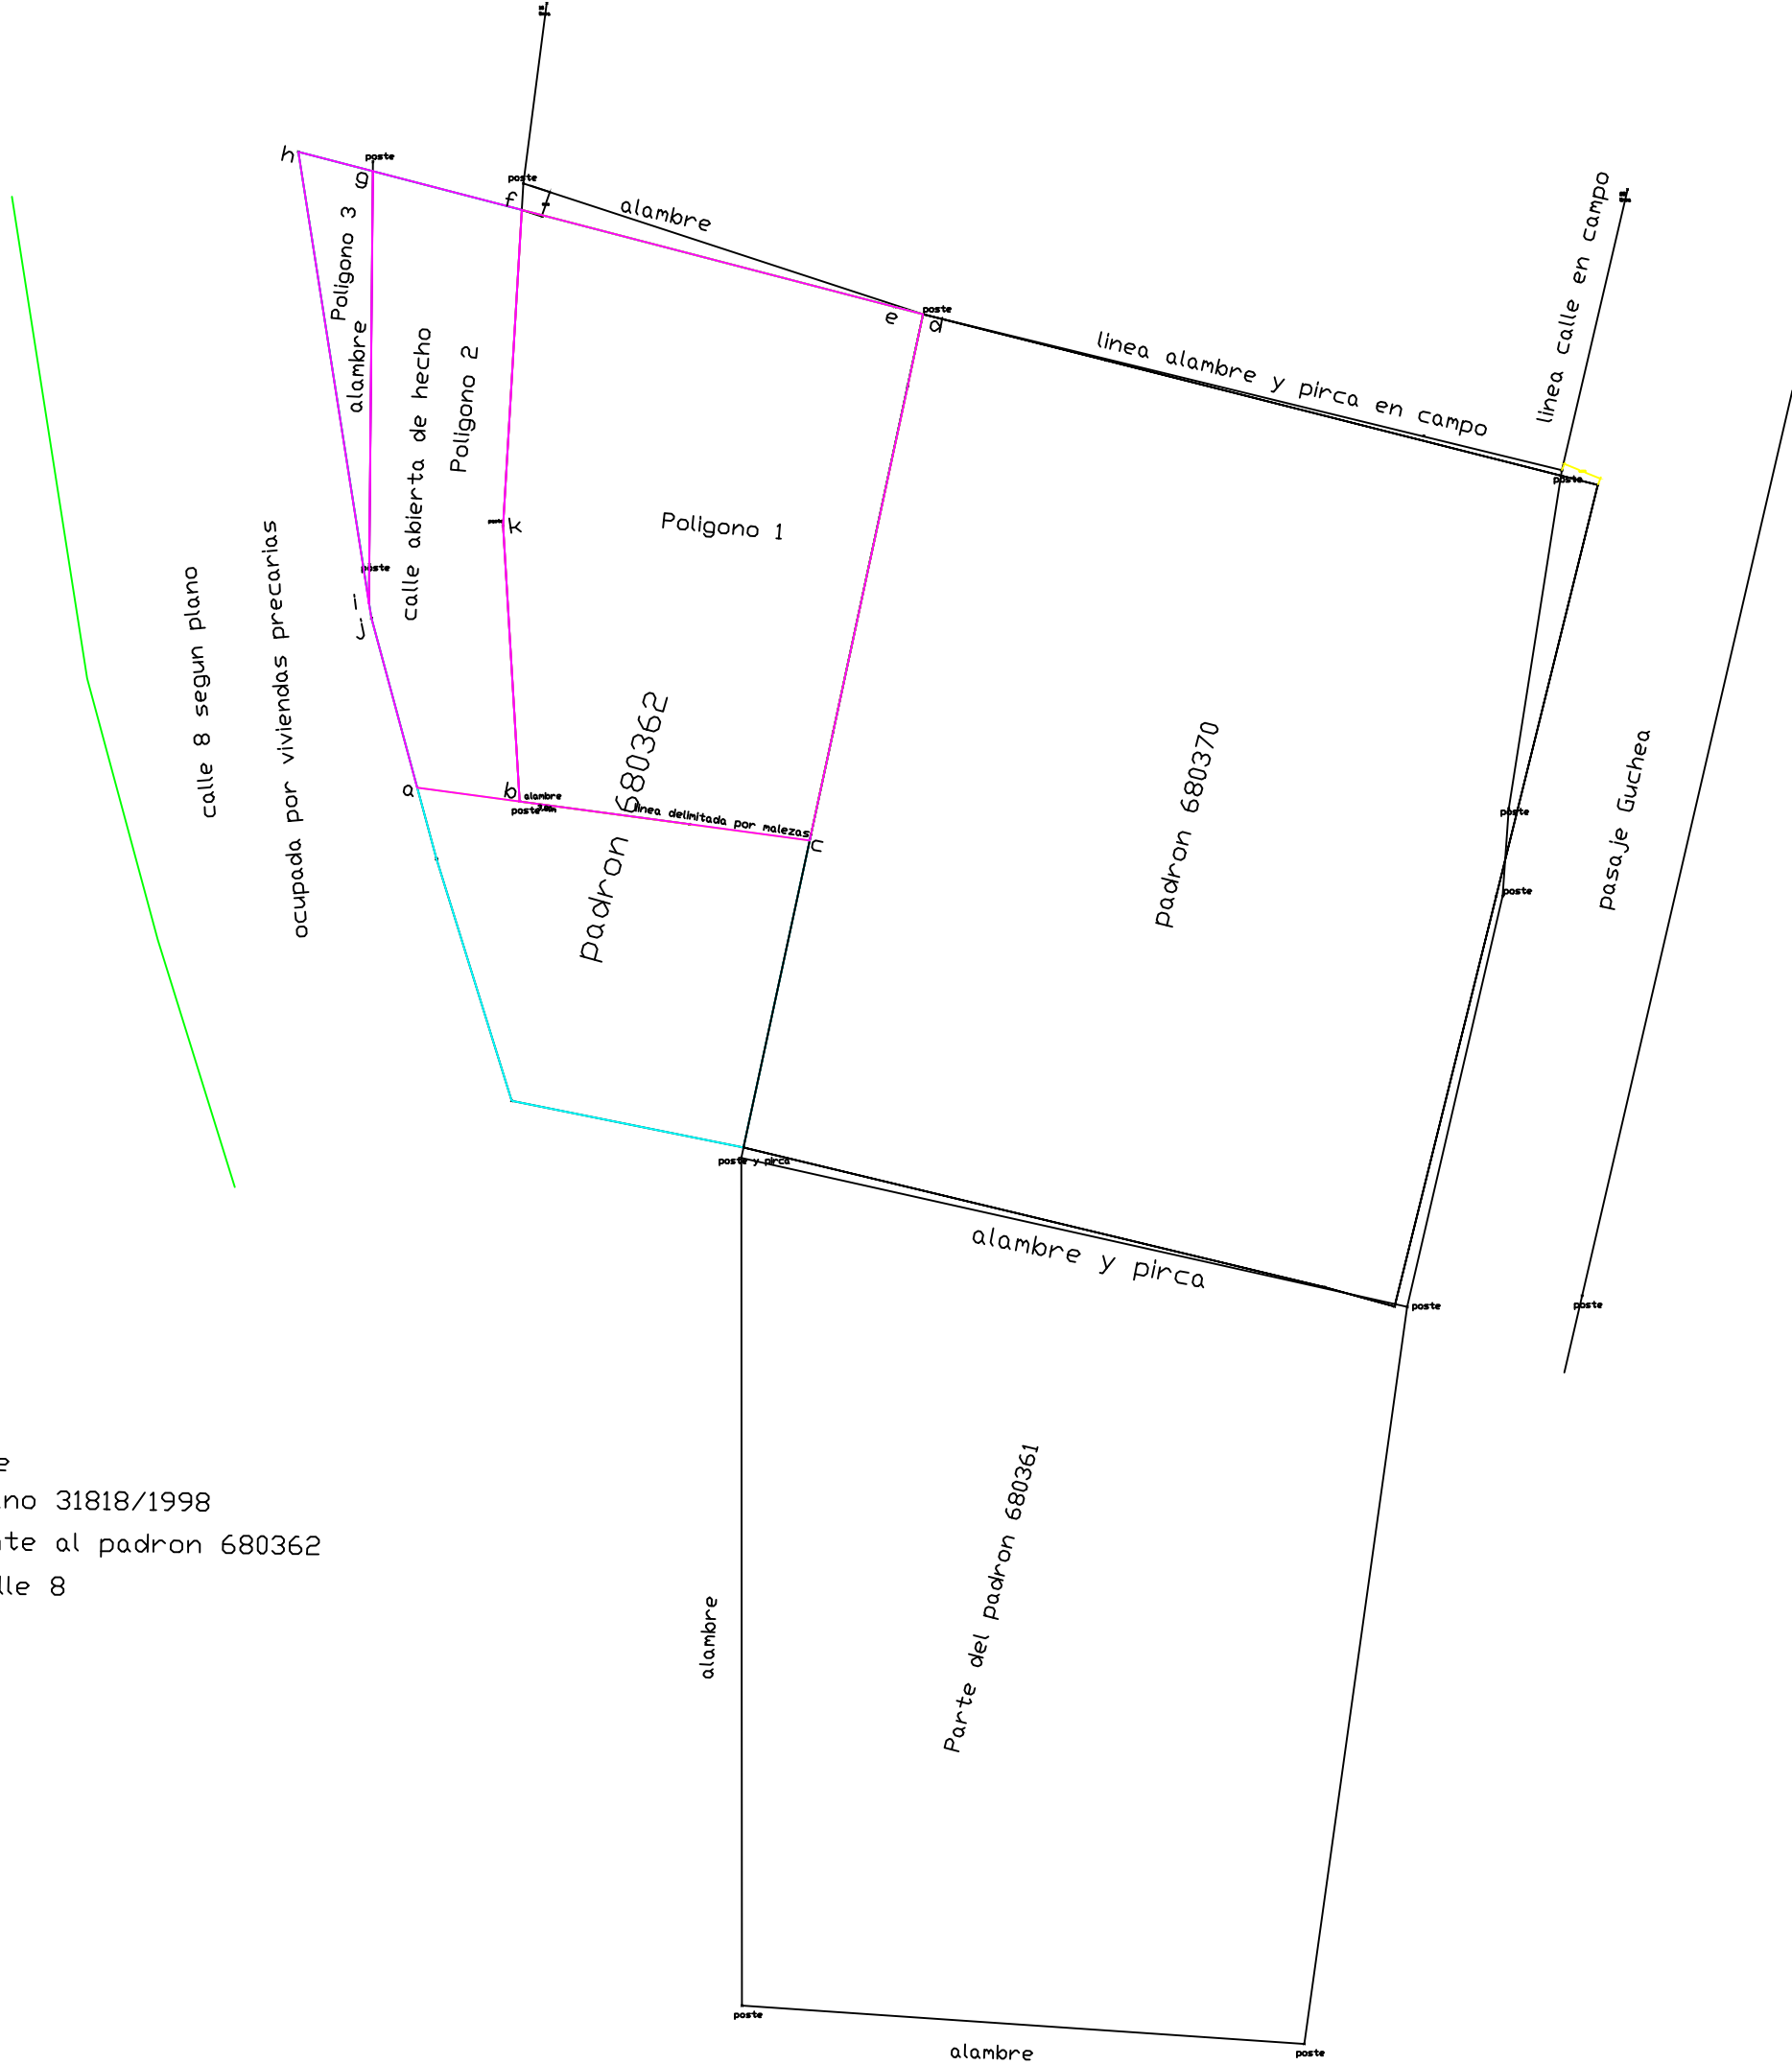 h
poste
g
poste
f
alambre
Poligono 3
alambre
calle abierta de hecho
Poligono 2
poste
e
d
linea alambre y pirca en campo
linea calle en campo
poste
k
Poligono 1
poste
i
j
calle 8 segun plano
ocupada por viviendas precarias
a
b
alambre
poste
linea delimitada por malezas
c
padron 680362
padron 680370
poste
poste
pasaje Guchea
poste y pirca
alambre y pirca
poste
poste
no 31818/1998
te al padron 680362
lle 8
Parte del padron 680361
alambre
poste
alambre
poste